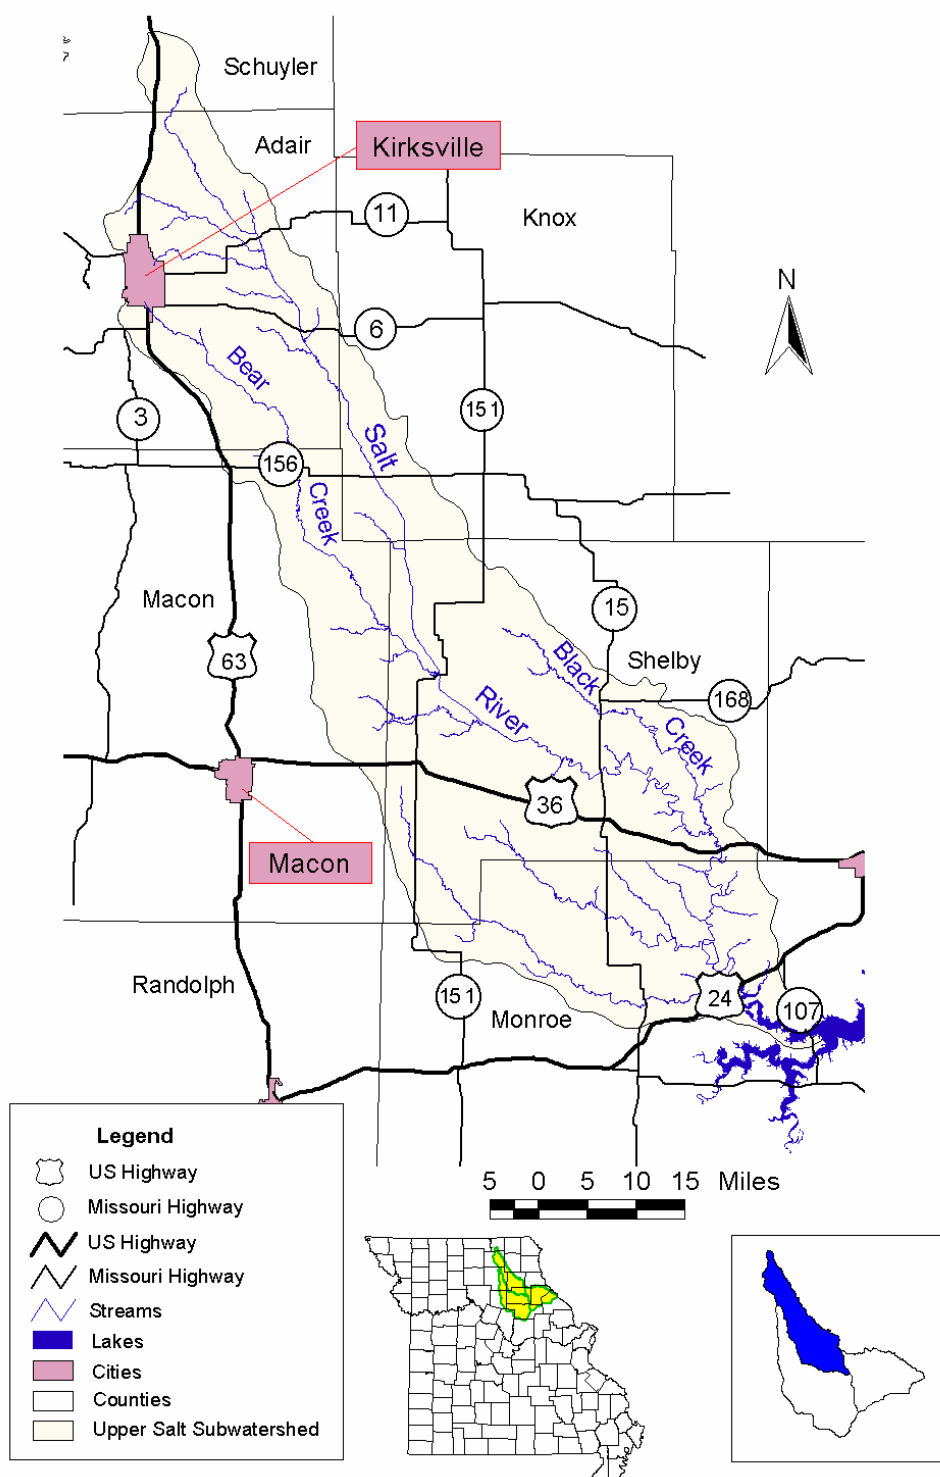 Schuyler
Adair
Kirksville
11
Knox
N
6
Bear
3
151
Salt
156
Creek
Macon
15
63
Black
Shelby
168
River
Creek
36
Macon
Randolph
151
24
107
Monroe
Legend
US Highway
Missouri Highway
US Highway
Missouri Highway
Streams
Lakes
Cities
Counties
Upper Salt Subwatershed
5 0 5 10 15 Miles